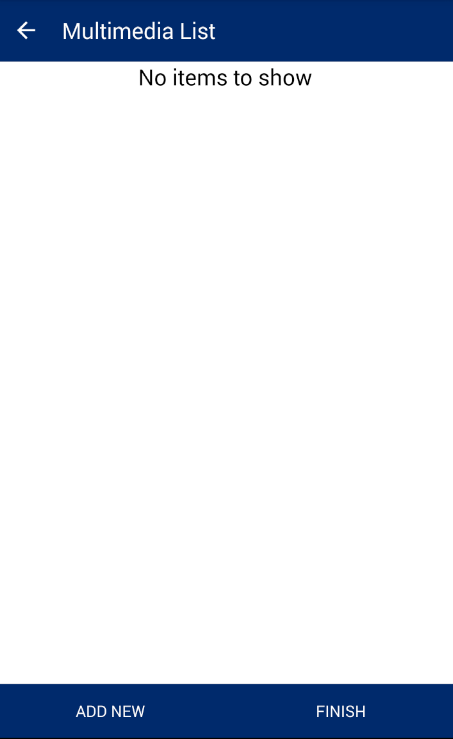 Multimedia List
No items to show
ADD NEW
FINISH